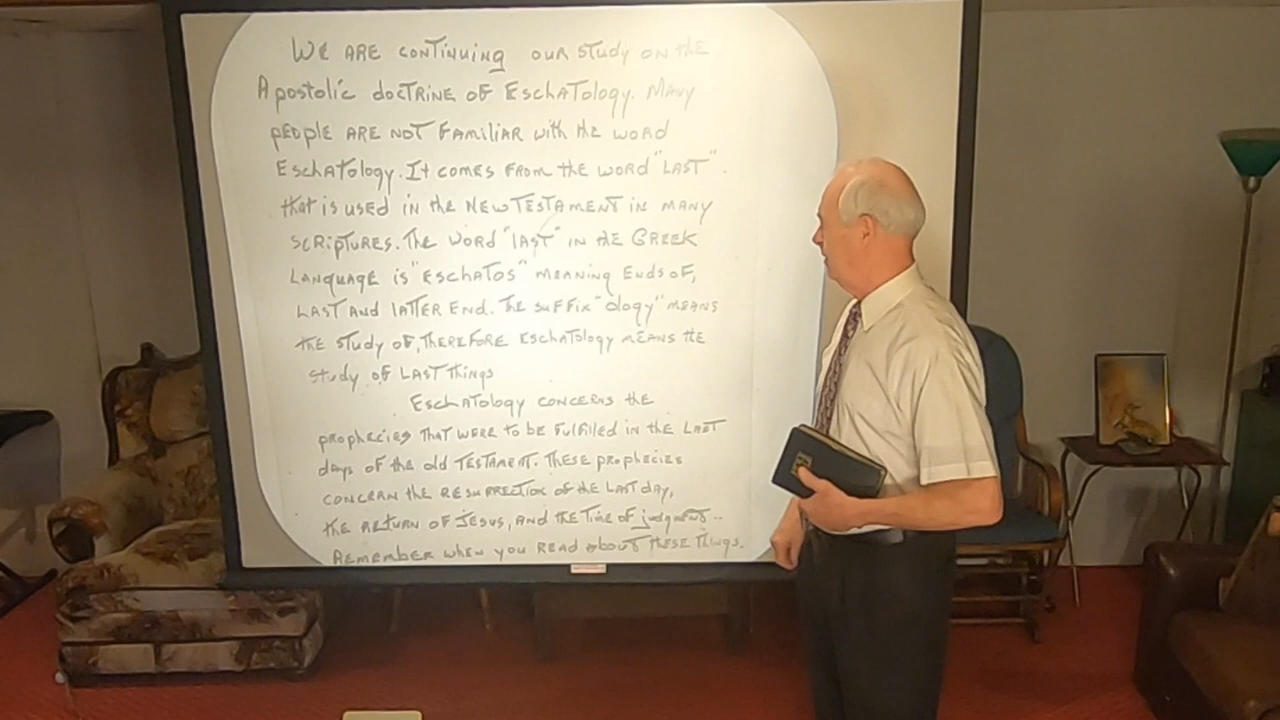 WE ARE CONTINUING OUR STUDY ON THE
APOSTOLIC DOCTRINE OF ESCHATOLOGY. MANY
PEOPLE ARE NOT FAMILIAR WITH THE WORD
ESCHATOLOGY. IT COMES FROM THE WORD "LAST"
THAT IS USED IN THE NEW TESTAMENT IN MANY
SCRIPTURES. THE WORD "LAST" IN THE GREEK
LANGUAGE IS "ESCHATOS" MEANING ENDS OF,
LAST AND LATTER END. THE SUFFIX "OLOGY" MEANS
THE STUDY OF, THEREFORE ESCHATOLOGY MEANS THE
STUDY OF LAST THINGS
ESCHATOLOGY CONCERNS THE
PROPHECIES THAT WERE TO BE FULFILLED IN THE LAST
DAYS OF THE OLD TESTAMENT. THESE PROPHECIES
CONCERN THE RESURRECTION OF THE LAST DAY,
THE RETURN OF JESUS, AND THE TIME OF JUDGMENT..
REMEMBER WHEN YOU READ ABOUT THESE THINGS.